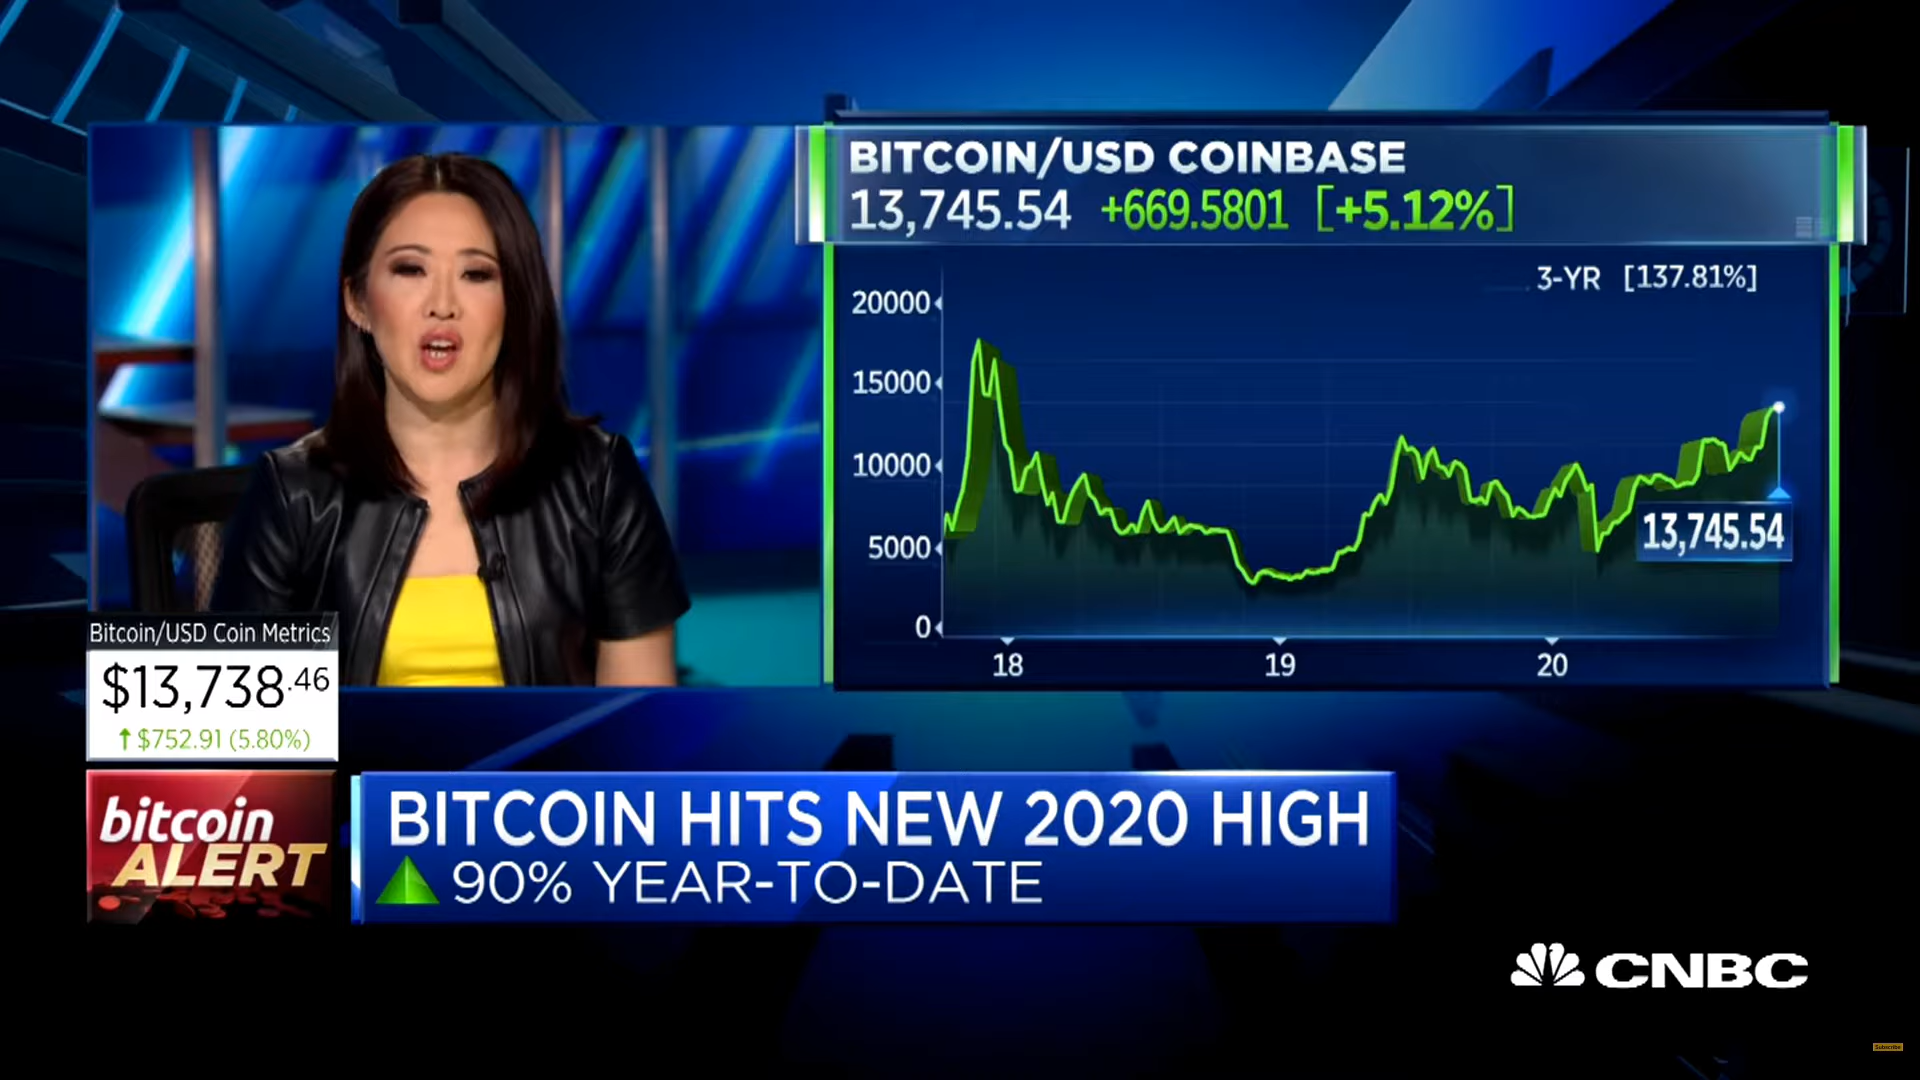 BITCOIN/USD COINBASE
13,745.54 +669.5801 [+5.12%]
3-YR [137.81%]
20000
15000
10000
5000
0
13,745.54
18 19 20
Bitcoin/USD Coin Metrics
$13,738.46
↑ $752.91 (5.80%)
bitcoin
ALERT
BITCOIN HITS NEW 2020 HIGH
▲ 90% YEAR-TO-DATE
CNBC
Subscribe